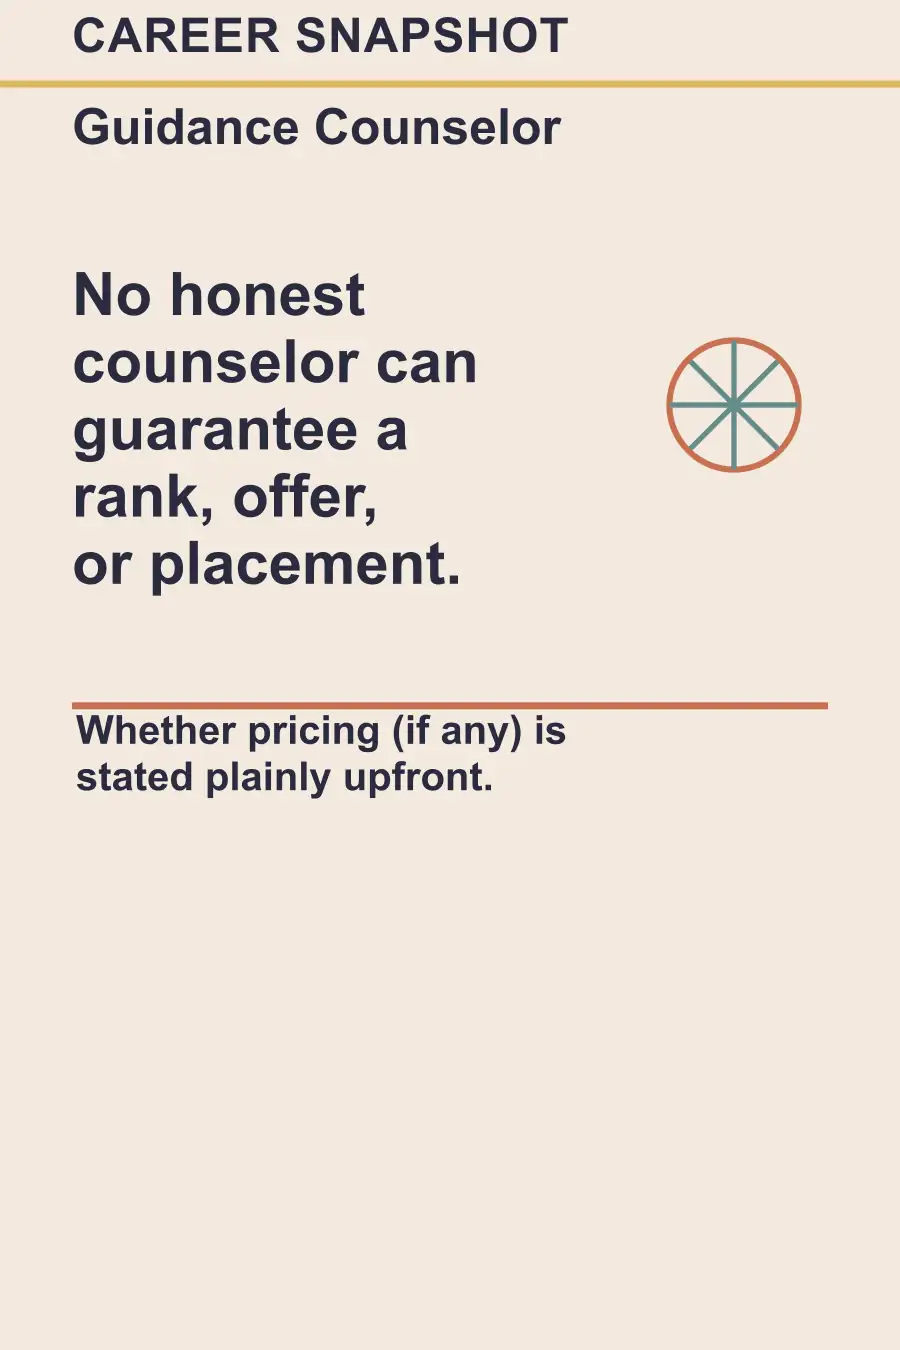 CAREER SNAPSHOT
Guidance Counselor
No honest
counselor can
guarantee a
rank, offer,
or placement.
Whether pricing (if any) is
stated plainly upfront.